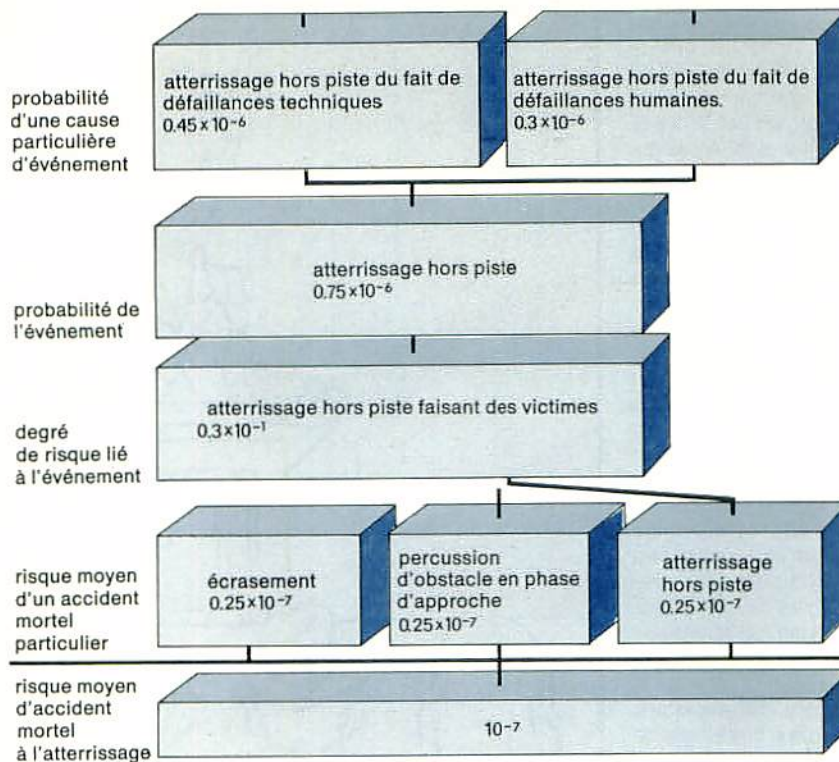 probabilité
d'une cause
particulière
d'événement
atterrissage hors piste du fait de
défaillances techniques
0.45×10⁻⁶
atterrissage hors piste du fait de
défaillances humaines.
0.3×10⁻⁶
probabilité de
l'événement
atterrissage hors piste
0.75×10⁻⁶
degré
de risque lié
à l'événement
atterrissage hors piste faisant des victimes
0.3×10⁻¹
risque moyen
d'un accident
mortel
particulier
écrasement
0.25×10⁻⁷
percussion
d'obstacle en phase
d'approche
0.25×10⁻⁷
atterrissage
hors piste
0.25×10⁻⁷
risque moyen
d'accident
mortel
à l'atterrissage
10⁻⁷